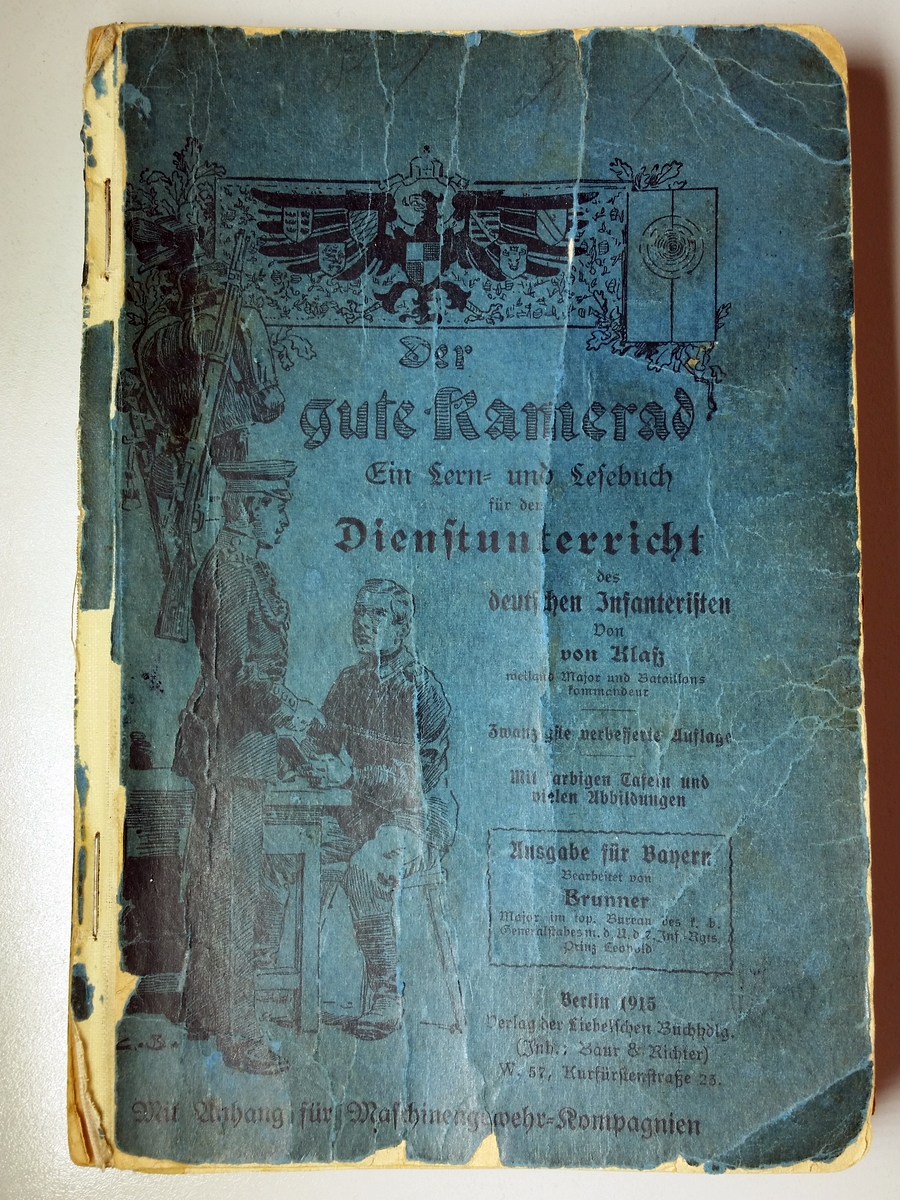 Der
gute Kamerad
Ein Lern- und Lesebuch
für den
Dienstunterricht
des
deutschen Infanteristen
Von
von Klaß
weiland Major und Bataillons
kommandeur
Zwanzigste verbesserte Auflage
Mit farbigen Tafeln und
vielen Abbildungen
Ausgabe für Bayern
Bearbeitet von
Brunner
Major im top. Bureau des k. b.
Generalstabes m. d. U. d. 7. Inf.-Rgts.
Prinz Leopold
Berlin 1915
Verlag der Liebelschen Buchhdlg.
(Inh.: Baur & Richter)
W. 57, Kurfürstenstraße 25.
C. B.
Mit Anhang für Maschinengewehr-Kompagnien